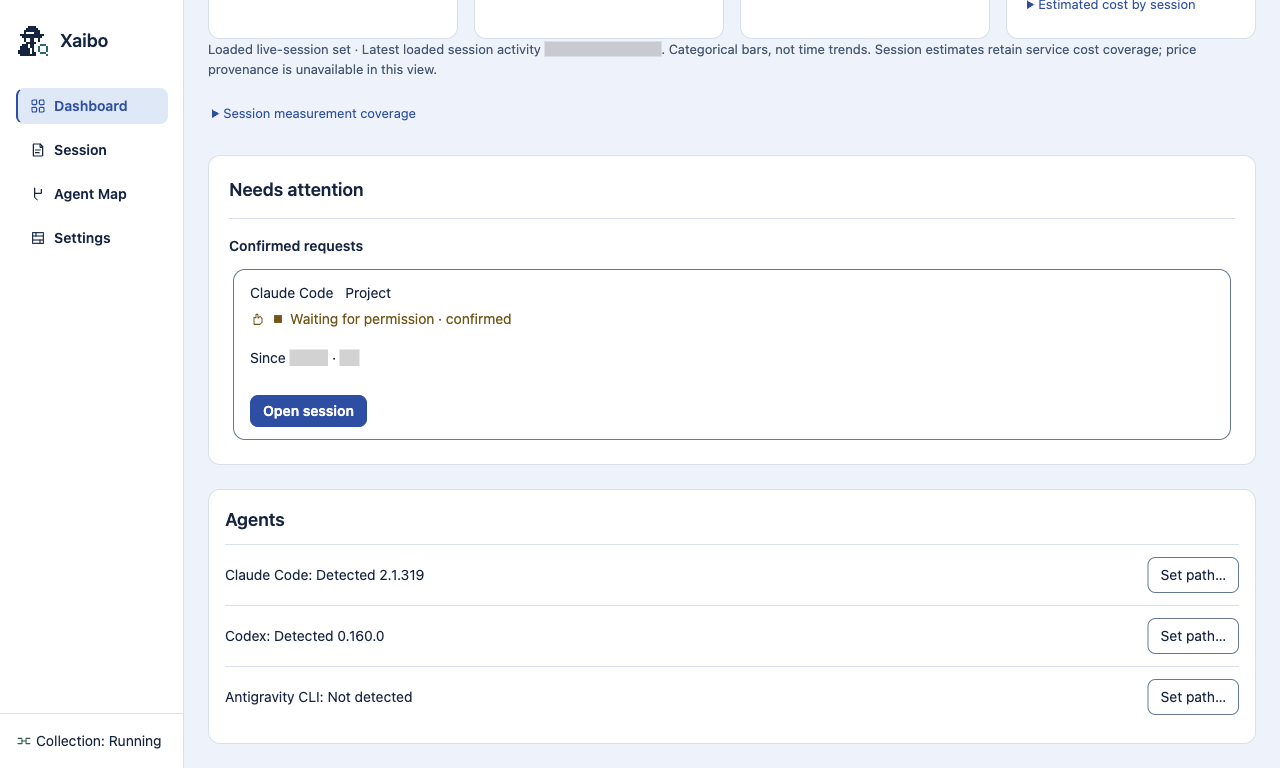 Xaibo
Dashboard
Session
Agent Map
Settings
Collection: Running
Estimated cost by session
Loaded live-session set · Latest loaded session activity . Categorical bars, not time trends. Session estimates retain service cost coverage; price
provenance is unavailable in this view.
Session measurement coverage
Needs attention
Confirmed requests
Claude Code Project
Waiting for permission · confirmed
Since ·
Open session
Agents
Claude Code: Detected 2.1.319
Set path...
Codex: Detected 0.160.0
Set path...
Antigravity CLI: Not detected
Set path...